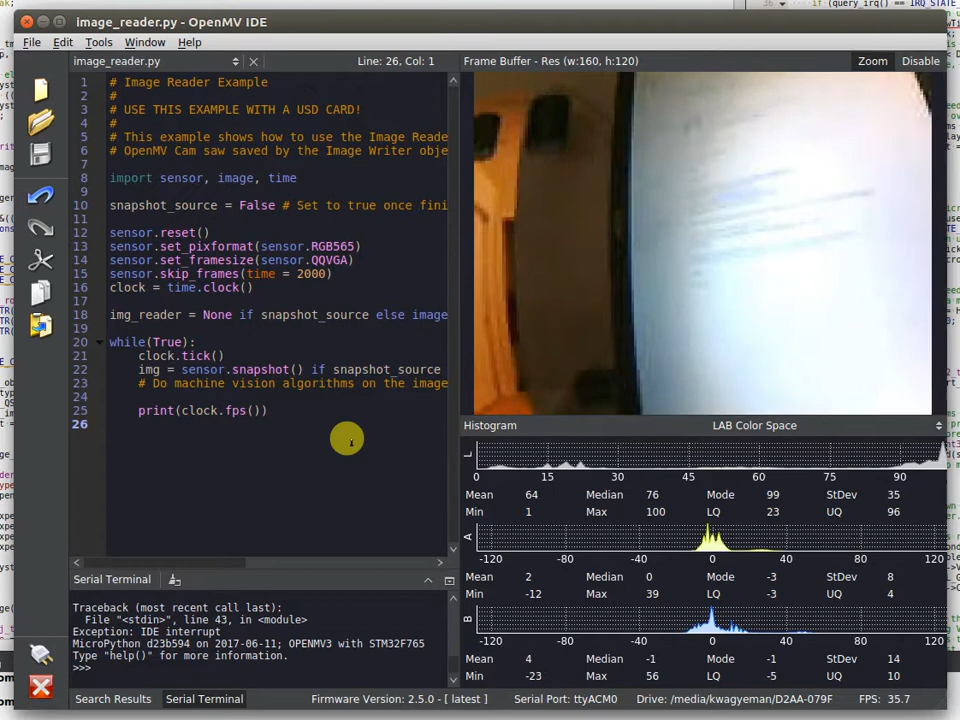 image_reader.py - OpenMV IDE
File Edit Tools Window Help
image_reader.py Line: 26, Col: 1 Frame Buffer - Res (w:160, h:120) Zoom Disable
1 # Image Reader Example
2 #
3 # USE THIS EXAMPLE WITH A USD CARD!
4 #
5 # This example shows how to use the Image Reade
6 # OpenMV Cam saw saved by the Image Writer obje
7
8 import sensor, image, time
9
10 snapshot_source = False # Set to true once fini
11
12 sensor.reset()
13 sensor.set_pixformat(sensor.RGB565)
14 sensor.set_framesize(sensor.QQVGA)
15 sensor.skip_frames(time = 2000)
16 clock = time.clock()
17
18 img_reader = None if snapshot_source else image
19
20 while(True):
21 clock.tick()
22 img = sensor.snapshot() if snapshot_source
23 # Do machine vision algorithms on the image
24
25 print(clock.fps())
26
Histogram LAB Color Space
L
0 15 30 45 60 75 90
Mean 64 Median 76 Mode 99 StDev 35
Min 1 Max 100 LQ 23 UQ 96
A
-120 -80 -40 0 40 80 120
Mean 2 Median 0 Mode -3 StDev 8
Min -12 Max 39 LQ -3 UQ 4
B
-120 -80 -40 0 40 80 120
Mean 4 Median -1 Mode -1 StDev 14
Min -23 Max 56 LQ -5 UQ 10
Serial Terminal
Traceback (most recent call last):
File "<stdin>", line 43, in <module>
Exception: IDE interrupt
MicroPython d23b594 on 2017-06-11; OPENMV3 with STM32F765
Type "help()" for more information.
>>>
Search Results Serial Terminal Firmware Version: 2.5.0 - [ latest ] Serial Port: ttyACM0 Drive: /media/kwagyeman/D2AA-079F FPS: 35.7